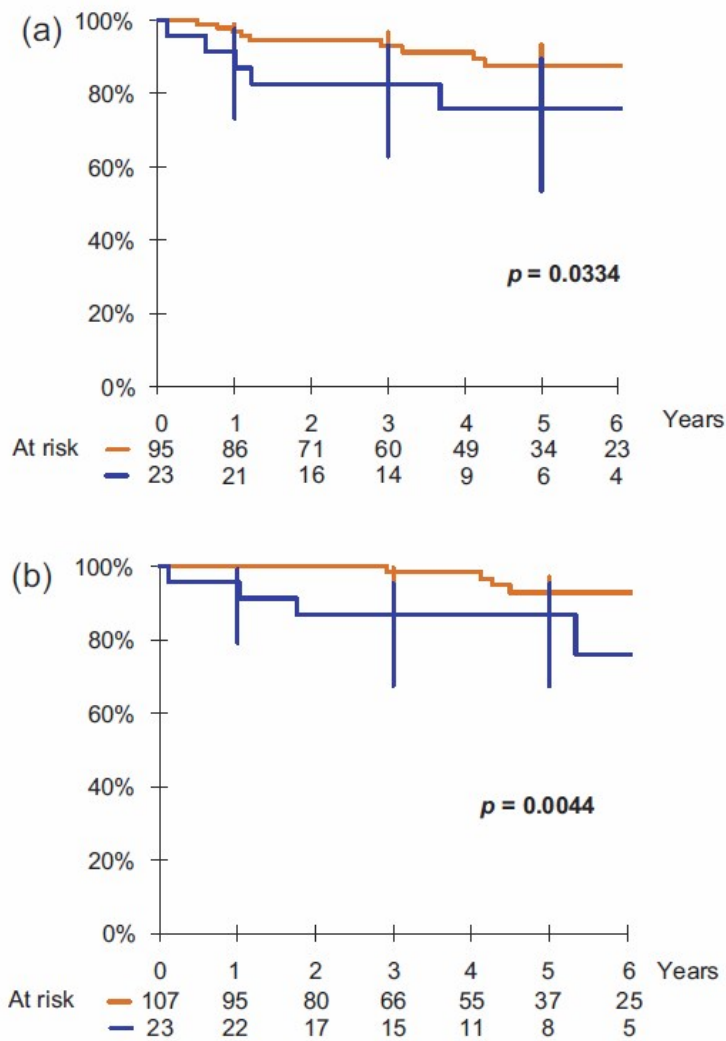 (a)
100%
80%
60%
40%
20%
0%
p = 0.0334
0 1 2 3 4 5 6 Years
At risk 95 86 71 60 49 34 23
23 21 16 14 9 6 4
(b)
100%
80%
60%
40%
20%
0%
p = 0.0044
0 1 2 3 4 5 6 Years
At risk 107 95 80 66 55 37 25
23 22 17 15 11 8 5